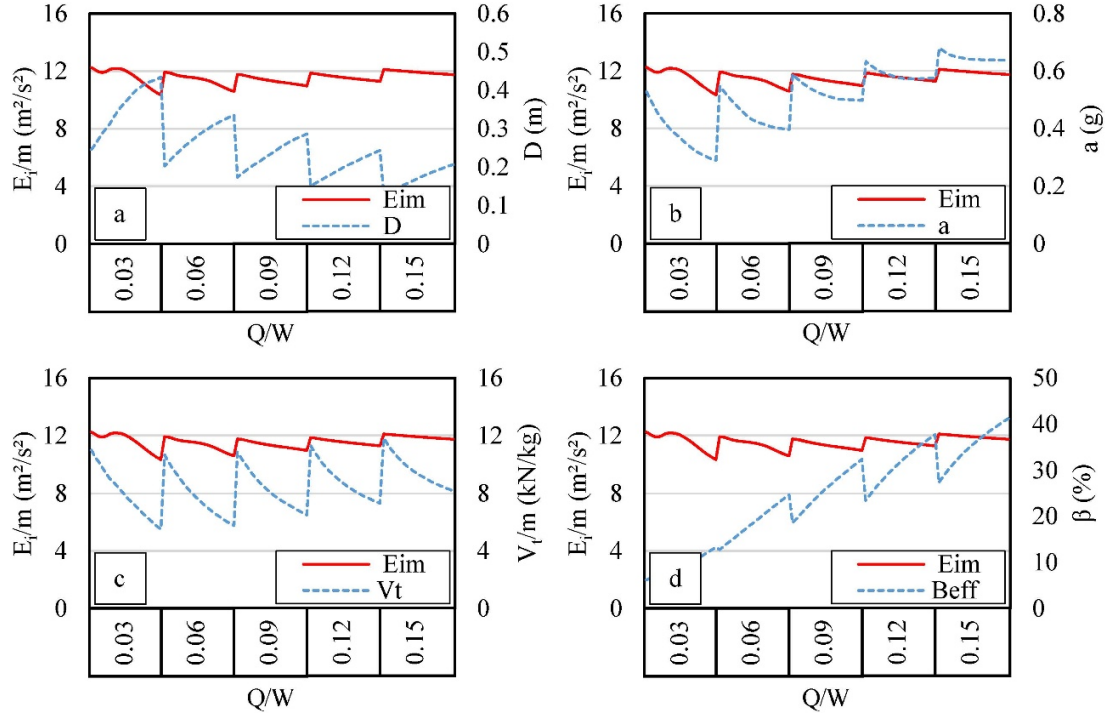 16
12
8
4
0
Eᵢ/m (m²/s²)
0.6
0.5
0.4
0.3
0.2
0.1
0
D (m)
a
Eim
D
0.03 0.06 0.09 0.12 0.15
Q/W
16
12
8
4
0
Eᵢ/m (m²/s²)
0.8
0.6
0.4
0.2
0
a (g)
b
Eim
a
0.03 0.06 0.09 0.12 0.15
Q/W
16
12
8
4
0
Eᵢ/m (m²/s²)
16
12
8
4
0
Vₜ/m (kN/kg)
c
Eim
Vt
0.03 0.06 0.09 0.12 0.15
Q/W
16
12
8
4
0
Eᵢ/m (m²/s²)
50
40
30
20
10
0
β (%)
d
Eim
Beff
0.03 0.06 0.09 0.12 0.15
Q/W